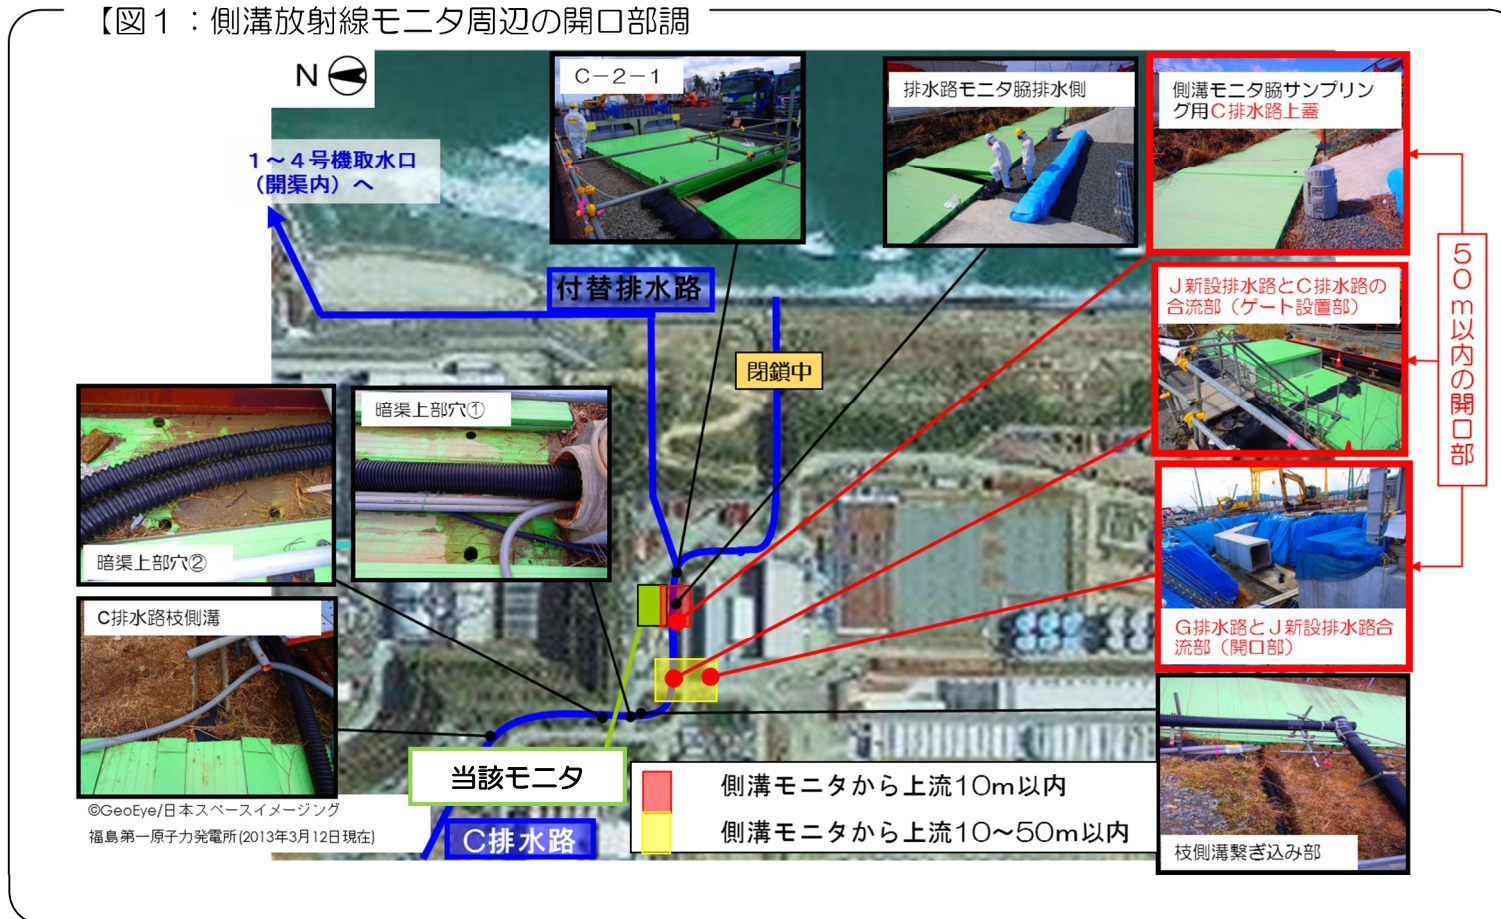 【図1：側溝放射線モニタ周辺の開口部調
N
C－2－1
排水路モニタ脇排水側
側溝モニタ脇サンプリン
グ用C排水路上蓋
1～4号機取水口
（開渠内）へ
付替排水路
J新設排水路とC排水路の
合流部（ゲート設置部）
50m以内の開口部
閉鎖中
暗渠上部穴①
暗渠上部穴②
C排水路枝側溝
G排水路とJ新設排水路合
流部（開口部）
当該モニタ
側溝モニタから上流10m以内
側溝モニタから上流10～50m以内
C排水路
枝側溝繋ぎ込み部
©GeoEye/日本スペースイメージング
福島第一原子力発電所(2013年3月12日現在)